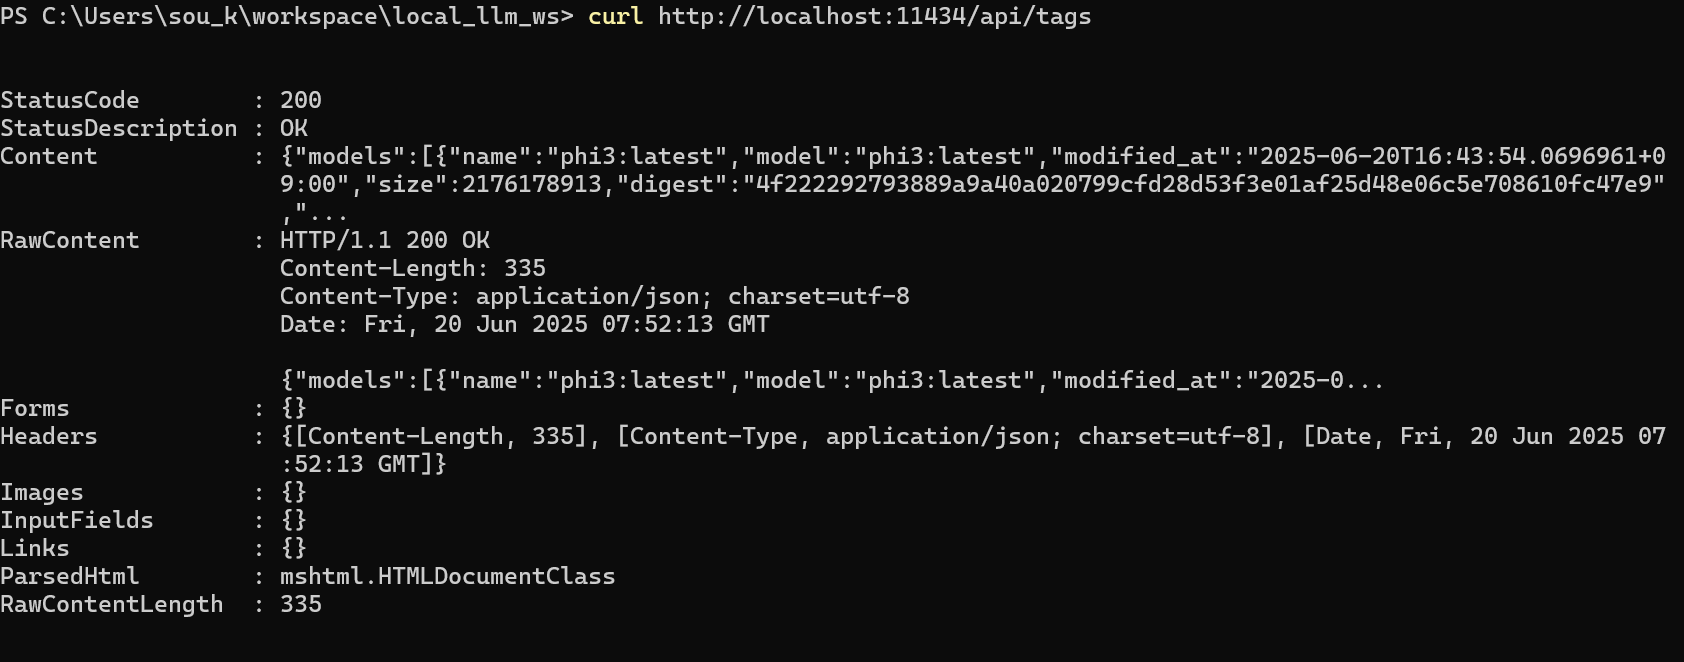 PS C:\Users\sou_k\workspace\local_llm_ws> curl http://localhost:11434/api/tags
StatusCode        : 200
StatusDescription : OK
Content           : {"models":[{"name":"phi3:latest","model":"phi3:latest","modified_at":"2025-06-20T16:43:54.0696961+0
                    9:00","size":2176178913,"digest":"4f222292793889a9a40a020799cfd28d53f3e01af25d48e06c5e708610fc47e9"
                    ,"...
RawContent        : HTTP/1.1 200 OK
                    Content-Length: 335
                    Content-Type: application/json; charset=utf-8
                    Date: Fri, 20 Jun 2025 07:52:13 GMT
                    {"models":[{"name":"phi3:latest","model":"phi3:latest","modified_at":"2025-0...
Forms             : {}
Headers           : {[Content-Length, 335], [Content-Type, application/json; charset=utf-8], [Date, Fri, 20 Jun 2025 07
                    :52:13 GMT]}
Images            : {}
InputFields       : {}
Links             : {}
ParsedHtml        : mshtml.HTMLDocumentClass
RawContentLength  : 335